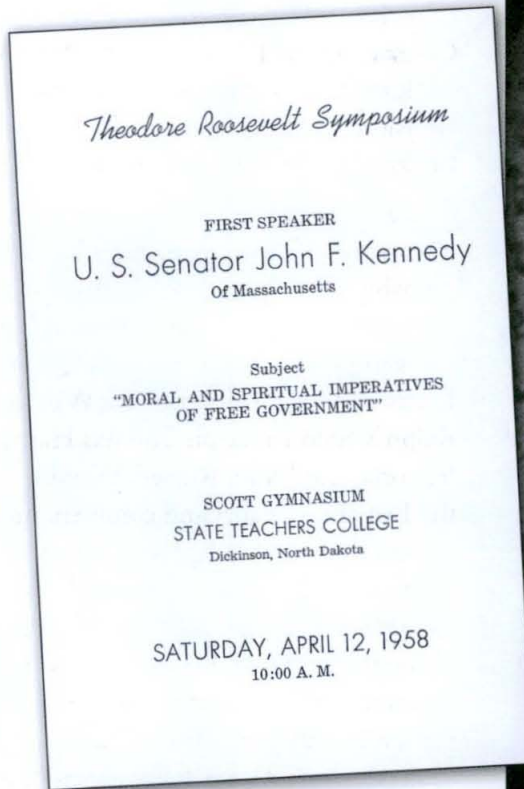 Theodore Roosevelt Symposium
FIRST SPEAKER
U. S. Senator John F. Kennedy
Of Massachusetts
Subject
"MORAL AND SPIRITUAL IMPERATIVES
OF FREE GOVERNMENT"
SCOTT GYMNASIUM
STATE TEACHERS COLLEGE
Dickinson, North Dakota
SATURDAY, APRIL 12, 1958
10:00 A. M.